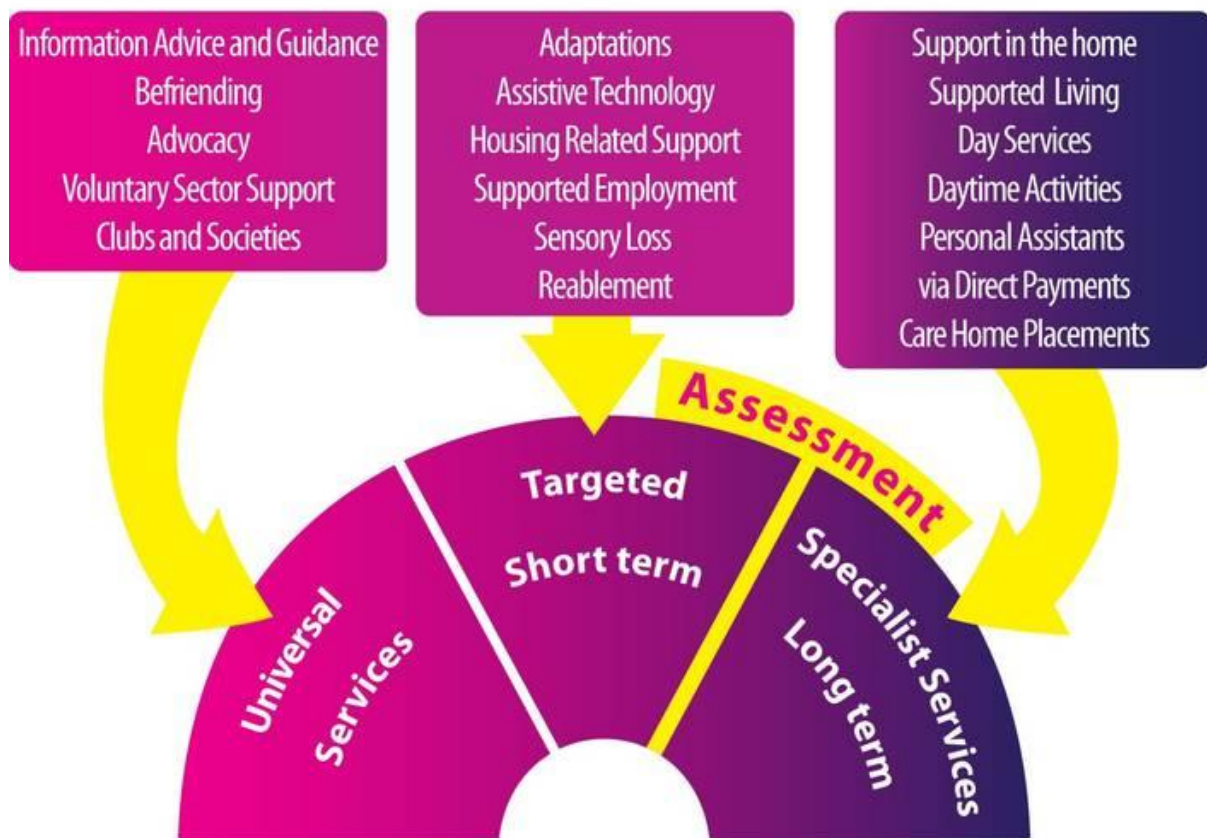 Information Advice and Guidance
Befriending
Advocacy
Voluntary Sector Support
Clubs and Societies
Adaptations
Assistive Technology
Housing Related Support
Supported Employment
Sensory Loss
Reablement
Support in the home
Supported Living
Day Services
Daytime Activities
Personal Assistants
via Direct Payments
Care Home Placements
Assessment
Universal
Services
Targeted
Short term
Specialist Services
Long term